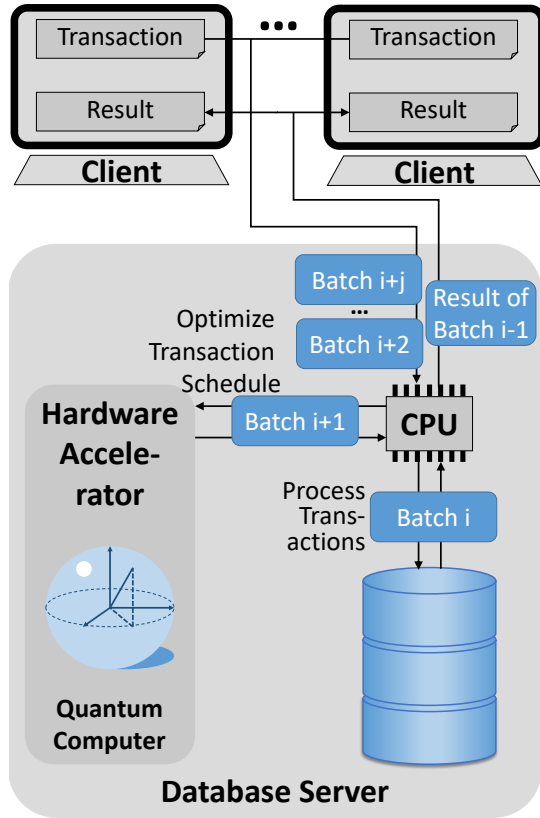 Transaction
...
Transaction
Result
Result
Client
Client
Batch i+j
...
Batch i+2
Result of
Batch i-1
Optimize
Transaction
Schedule
Batch i+1
CPU
Hardware
Accele-
rator
Process
Trans-
actions
Batch i
Quantum
Computer
Database Server